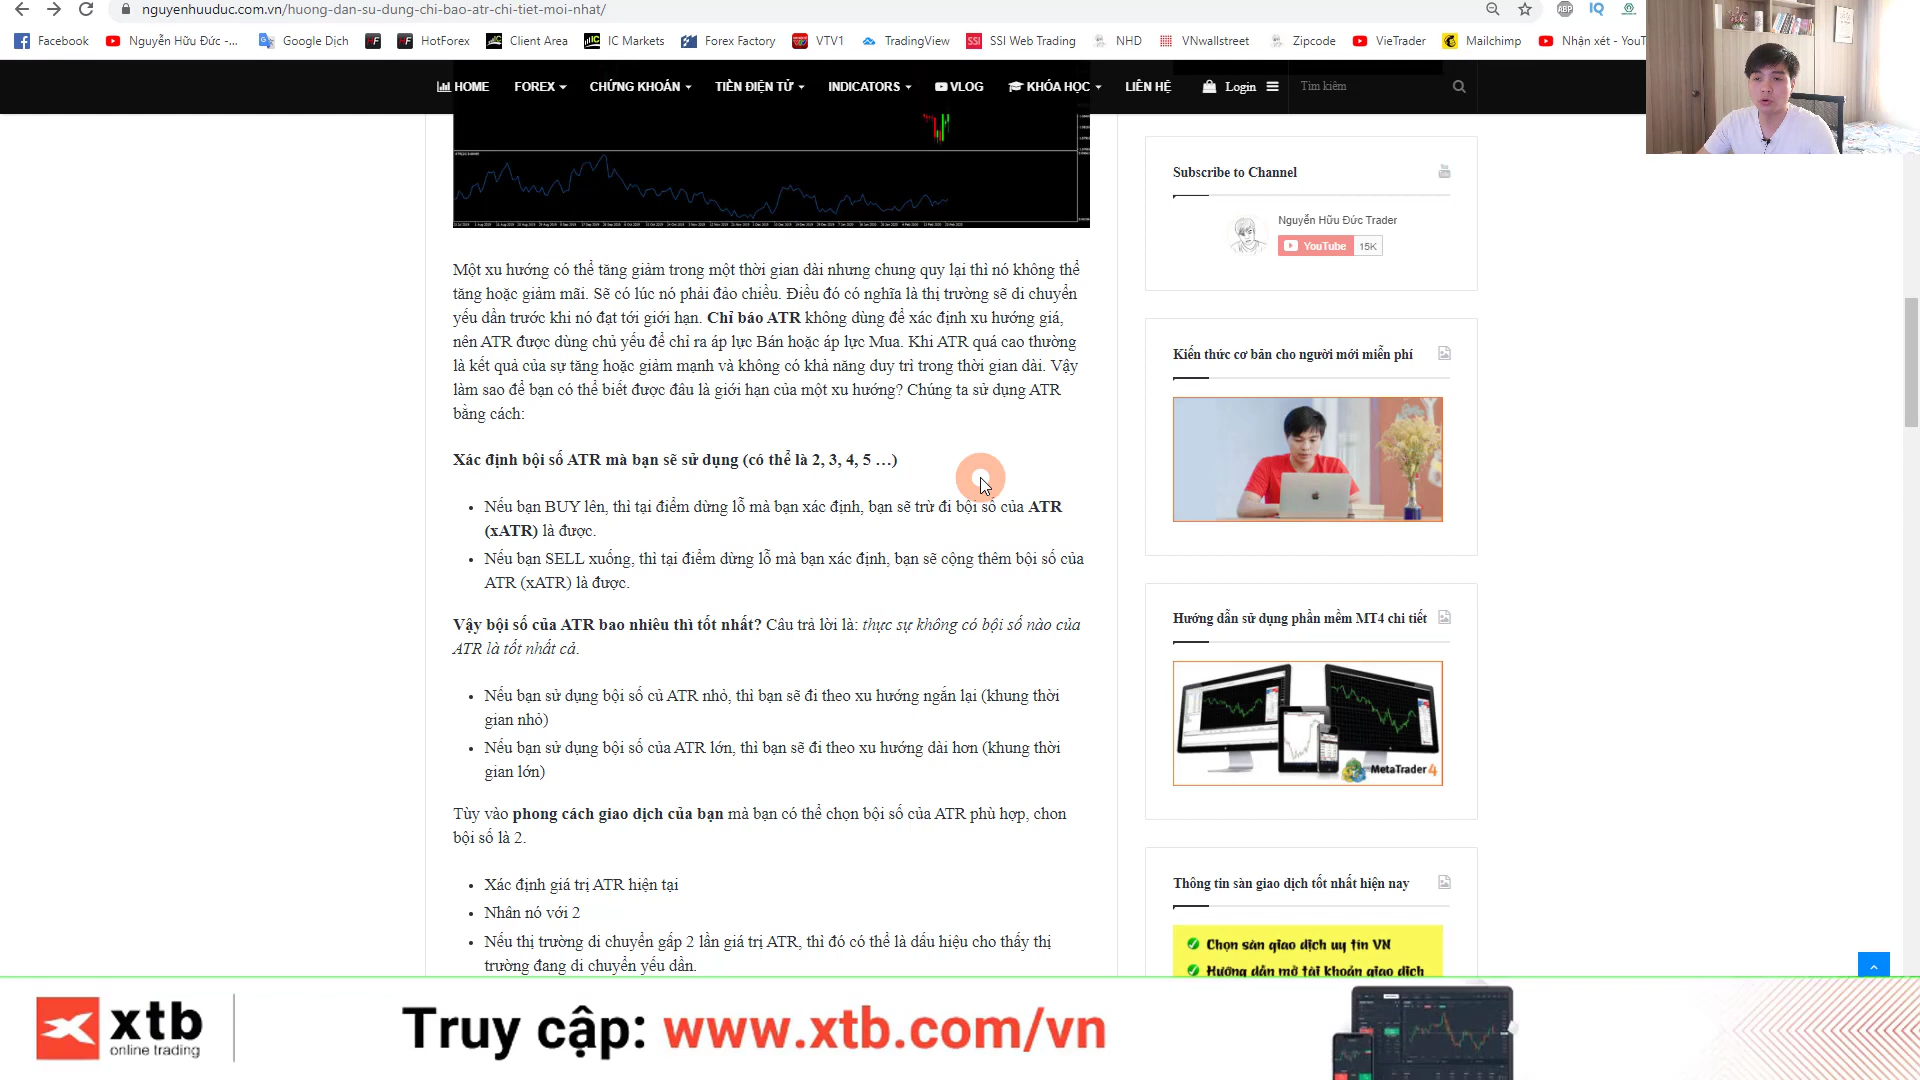 nguyenhuuduc.com.vn/huong-dan-su-dung-chi-bao-atr-chi-tiet-moi-nhat/
ABP
IQ
Facebook
Nguyễn Hữu Đức -...
Google Dịch
HotForex
Client Area
IC Markets
Forex Factory
VTV1
TradingView
SSI
SSI Web Trading
NHD
VNwallstreet
Zipcode
VieTrader
Mailchimp
Nhận xét - YouT
HOME
FOREX
CHỨNG KHOÁN
TIỀN ĐIỆN TỬ
INDICATORS
VLOG
KHÓA HỌC
LIÊN HỆ
Login
Tìm kiếm
Một xu hướng có thể tăng giảm trong một thời gian dài nhưng chung quy lại thì nó không thể
tăng hoặc giảm mãi. Sẽ có lúc nó phải đảo chiều. Điều đó có nghĩa là thị trường sẽ di chuyển
yếu dần trước khi nó đạt tới giới hạn. Chỉ báo ATR không dùng để xác định xu hướng giá,
nên ATR được dùng chủ yếu để chỉ ra áp lực Bán hoặc áp lực Mua. Khi ATR quá cao thường
là kết quả của sự tăng hoặc giảm mạnh và không có khả năng duy trì trong thời gian dài. Vậy
làm sao để bạn có thể biết được đâu là giới hạn của một xu hướng? Chúng ta sử dụng ATR
bằng cách:
Xác định bội số ATR mà bạn sẽ sử dụng (có thể là 2, 3, 4, 5 …)
• Nếu bạn BUY lên, thì tại điểm dừng lỗ mà bạn xác định, bạn sẽ trừ đi bội số của ATR
(xATR) là được.
• Nếu bạn SELL xuống, thì tại điểm dừng lỗ mà bạn xác định, bạn sẽ cộng thêm bội số của
ATR (xATR) là được.
Vậy bội số của ATR bao nhiêu thì tốt nhất? Câu trả lời là: thực sự không có bội số nào của
ATR là tốt nhất cả.
• Nếu bạn sử dụng bội số củ ATR nhỏ, thì bạn sẽ đi theo xu hướng ngắn lại (khung thời
gian nhỏ)
• Nếu bạn sử dụng bội số của ATR lớn, thì bạn sẽ đi theo xu hướng dài hơn (khung thời
gian lớn)
Tùy vào phong cách giao dịch của bạn mà bạn có thể chọn bội số của ATR phù hợp, chon
bội số là 2.
• Xác định giá trị ATR hiện tại
• Nhân nó với 2
• Nếu thị trường di chuyển gấp 2 lần giá trị ATR, thì đó có thể là dấu hiệu cho thấy thị
trường đang di chuyển yếu dần.
Subscribe to Channel
Nguyễn Hữu Đức Trader
YouTube 15K
Kiến thức cơ bản cho người mới miễn phí
Hướng dẫn sử dụng phần mềm MT4 chi tiết
MetaTrader 4
Thông tin sàn giao dịch tốt nhất hiện nay
Chọn sàn giao dịch uy tín VN
Hướng dẫn mở tài khoản giao dịch
xtb
online trading
Truy cập: www.xtb.com/vn